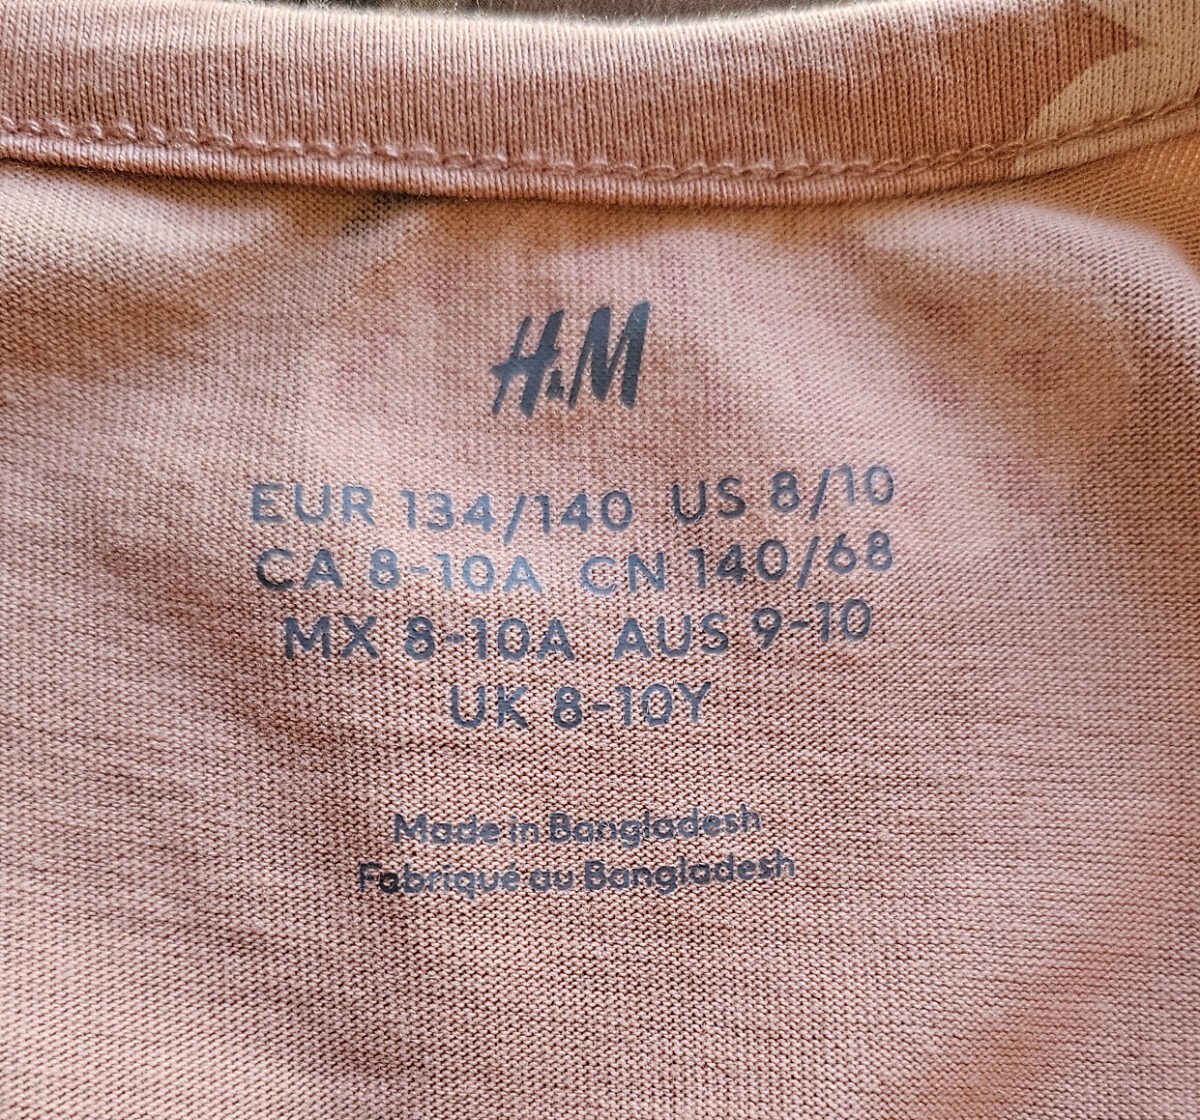 H&M
EUR 134/140 US 8/10
CA 8-10A CN 140/68
MX 8-10A AUS 9-10
UK 8-10Y
Made in Bangladesh
Fabriqué au Bangladesh